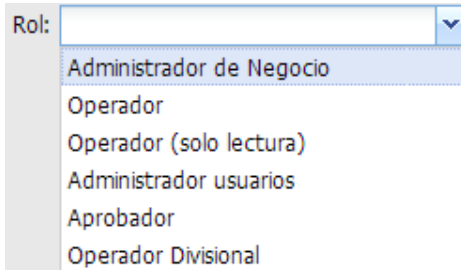 Rol:
Administrador de Negocio
Operador
Operador (solo lectura)
Administrador usuarios
Aprobador
Operador Divisional